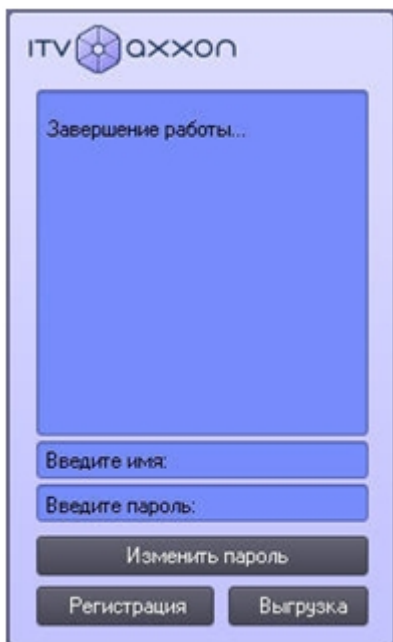 ITV axxon
Завершение работы...
Введите имя:
Введите пароль:
Изменить пароль
Регистрация Выгрузка